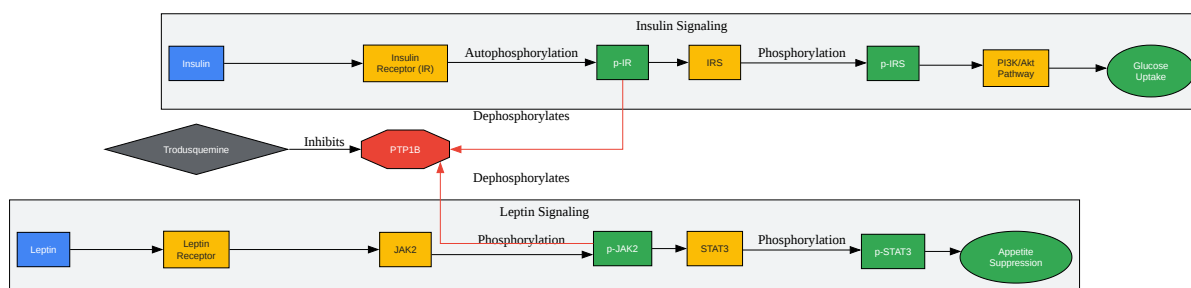 Insulin Signaling
Insulin
Insulin
Receptor (IR)
Autophosphorylation
p-IR
IRS
Phosphorylation
p-IRS
PI3K/Akt
Pathway
Glucose
Uptake
Dephosphorylates
Trodusquemine
Inhibits
PTP1B
Dephosphorylates
Leptin Signaling
Leptin
Leptin
Receptor
JAK2
Phosphorylation
p-JAK2
STAT3
Phosphorylation
p-STAT3
Appetite
Suppression